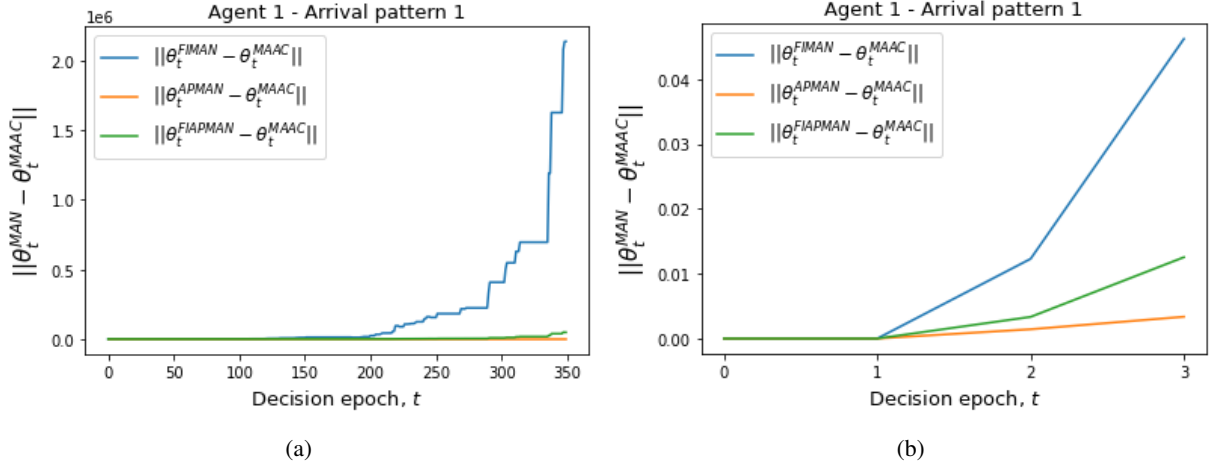 Agent 1 - Arrival pattern 1
1e6
||θ_t^{FIMAN} − θ_t^{MAAC}||
||θ_t^{APMAN} − θ_t^{MAAC}||
||θ_t^{FIAPMAN} − θ_t^{MAAC}||
||θ_t^{MAN} − θ_t^{MAAC}||
2.0
1.5
1.0
0.5
0.0
0 50 100 150 200 250 300 350
Decision epoch, t
(a)
Agent 1 - Arrival pattern 1
||θ_t^{FIMAN} − θ_t^{MAAC}||
||θ_t^{APMAN} − θ_t^{MAAC}||
||θ_t^{FIAPMAN} − θ_t^{MAAC}||
||θ_t^{MAN} − θ_t^{MAAC}||
0.04
0.03
0.02
0.01
0.00
0 1 2 3
Decision epoch, t
(b)